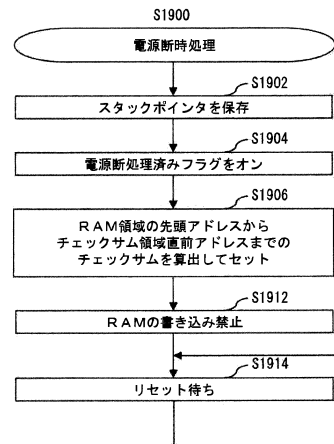 S1900
電源断時処理
S1902
スタックポインタを保存
S1904
電源断処理済みフラグをオン
S1906
RAM領域の先頭アドレスから
チェックサム領域直前アドレスまでの
チェックサムを算出してセット
S1912
RAMの書き込み禁止
S1914
リセット待ち